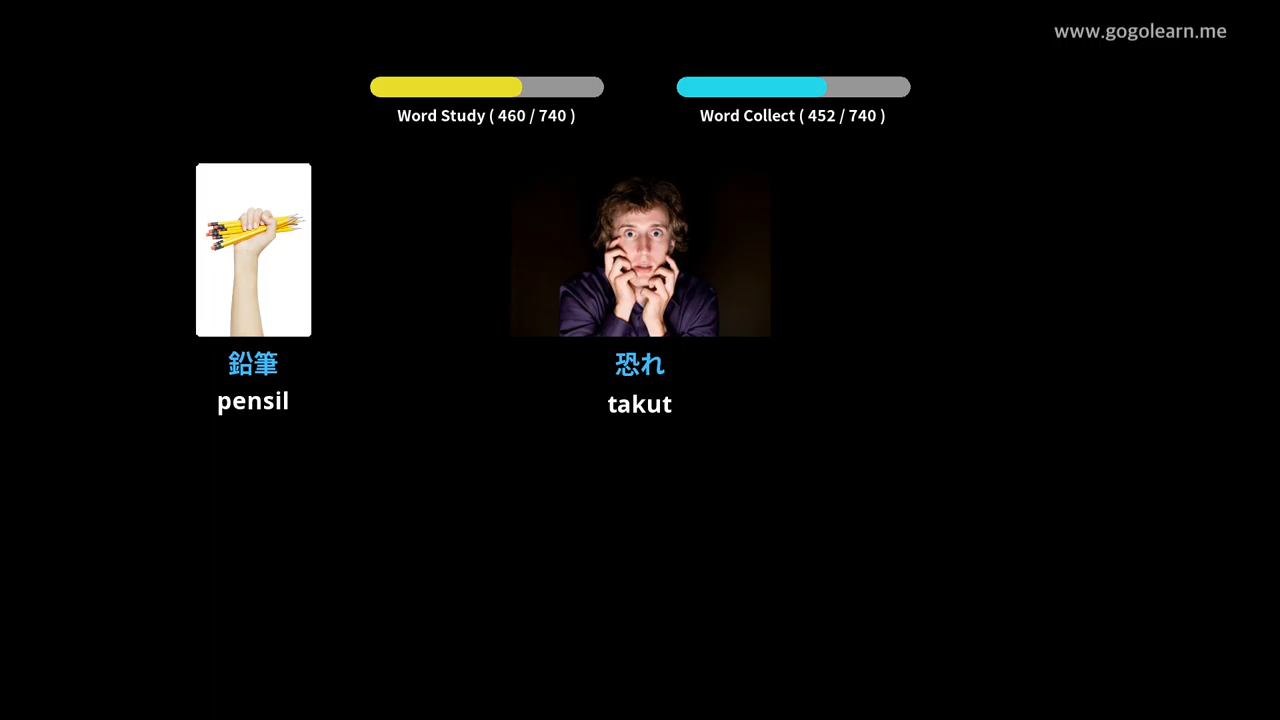 www.gogolearn.me
Word Study ( 460 / 740 )
Word Collect ( 452 / 740 )
鉛筆
pensil
恐れ
takut